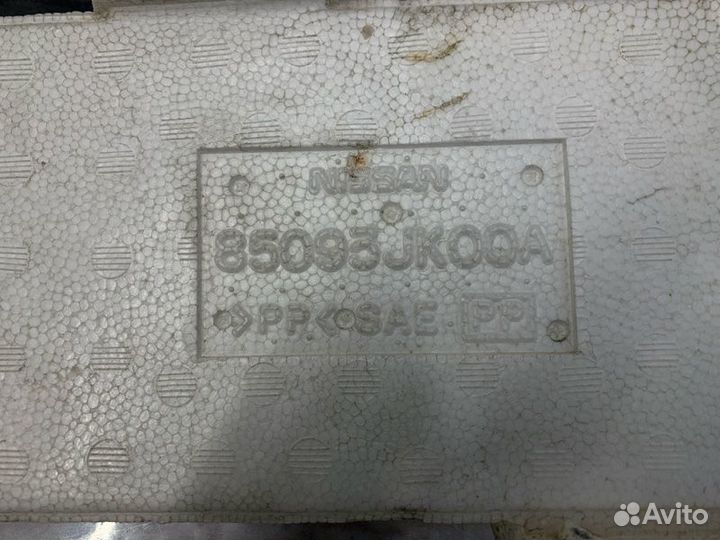 NISSAN
85093JK00A
>PP< SAE PP
Avito